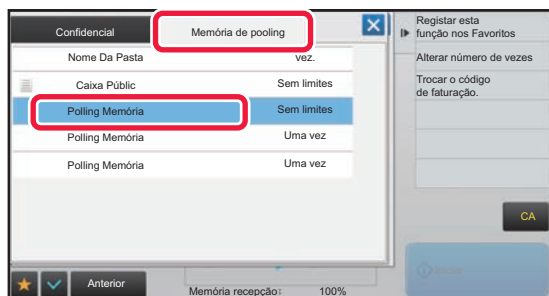 Confidencial
Memória de pooling
Nome Da Pasta
vez.
Caixa Públic
Sem limites
Polling Memória
Sem limites
Polling Memória
Uma vez
Polling Memória
Uma vez
Registar esta
função nos Favoritos
Alterar número de vezes
Trocar o código
de faturação.
CA
Anterior
Memória recepção:
100%